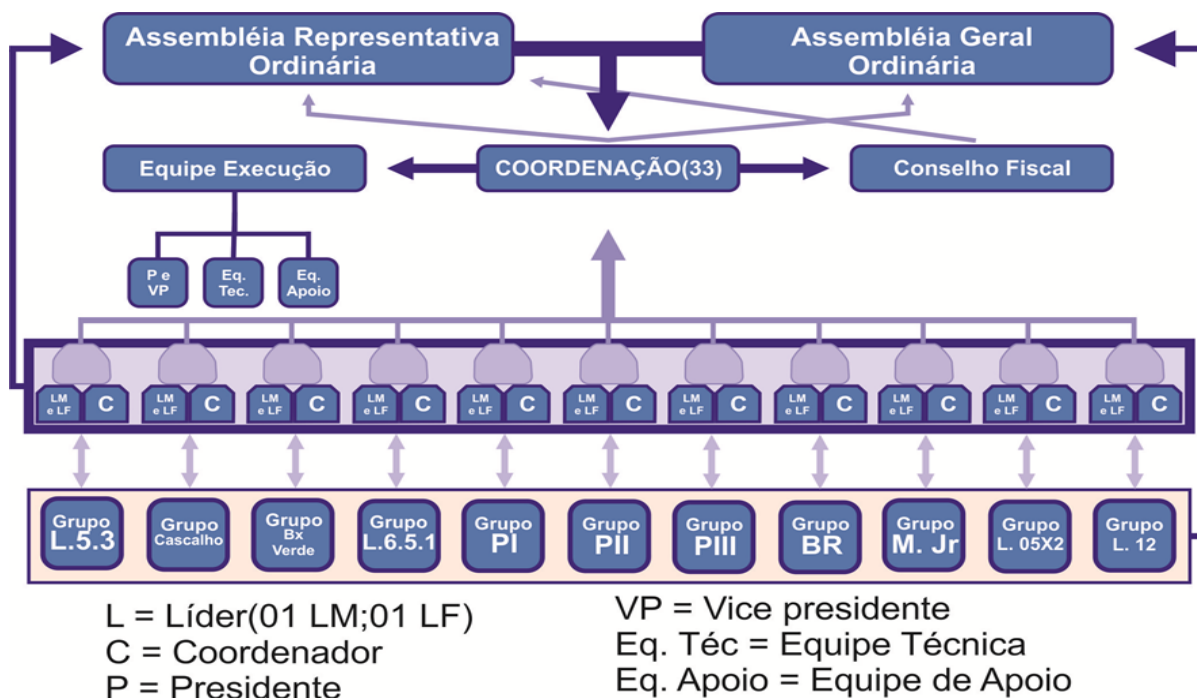 Assembléia Representativa
Ordinária
Assembléia Geral
Ordinária
Equipe Execução
COORDENAÇÃO(33)
Conselho Fiscal
P e
VP
Eq.
Tec.
Eq.
Apoio
LM
e LF
C
LM
e LF
C
LM
e LF
C
LM
e LF
C
LM
e LF
C
LM
e LF
C
LM
e LF
C
LM
e LF
C
LM
e LF
C
LM
e LF
C
LM
e LF
C
Grupo
L.5.3
Grupo
Cascalho
Grupo
Bx
Verde
Grupo
L.6.5.1
Grupo
PI
Grupo
PII
Grupo
PIII
Grupo
BR
Grupo
M. Jr
Grupo
L. 05X2
Grupo
L. 12
L = Líder(01 LM;01 LF)
C = Coordenador
P = Presidente
VP = Vice presidente
Eq. Téc = Equipe Técnica
Eq. Apoio = Equipe de Apoio